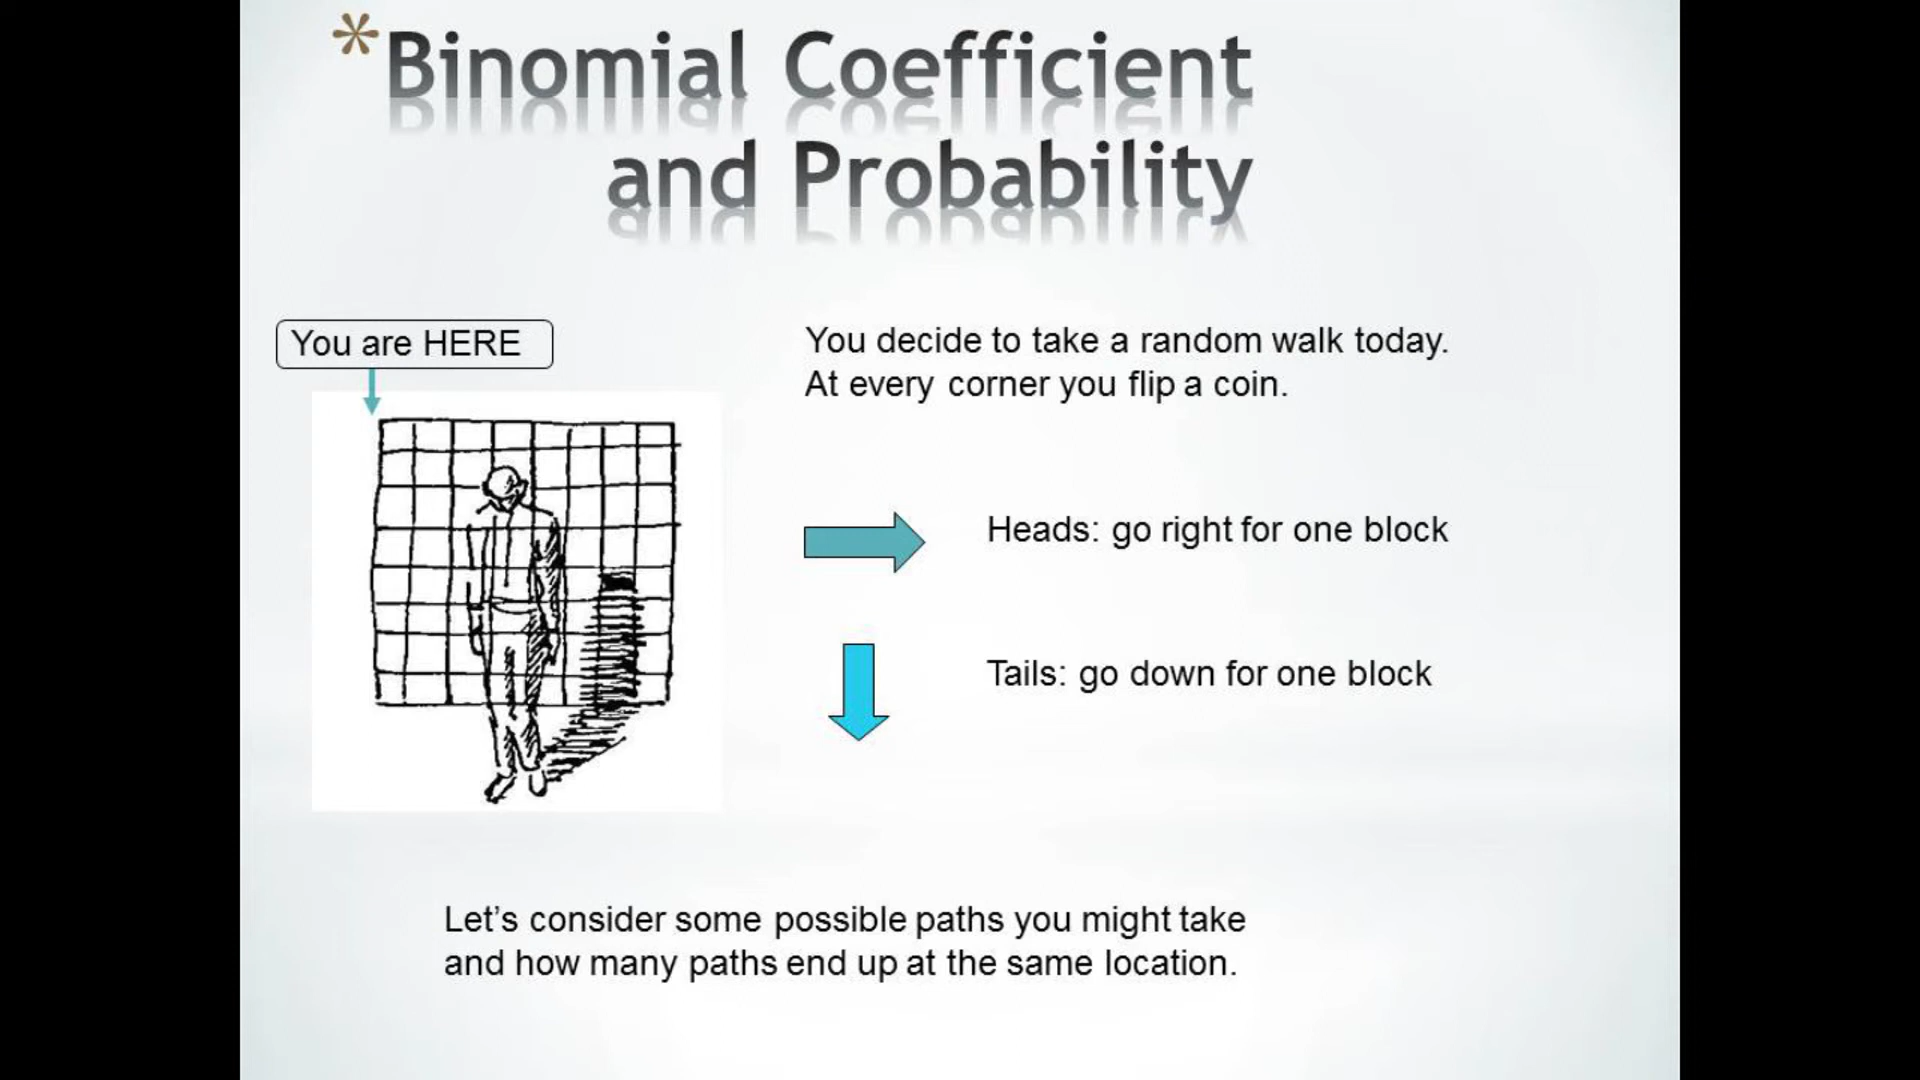 *Binomial Coefficient
and Probability
You are HERE
You decide to take a random walk today.
At every corner you flip a coin.
Heads: go right for one block
Tails: go down for one block
Let’s consider some possible paths you might take
and how many paths end up at the same location.